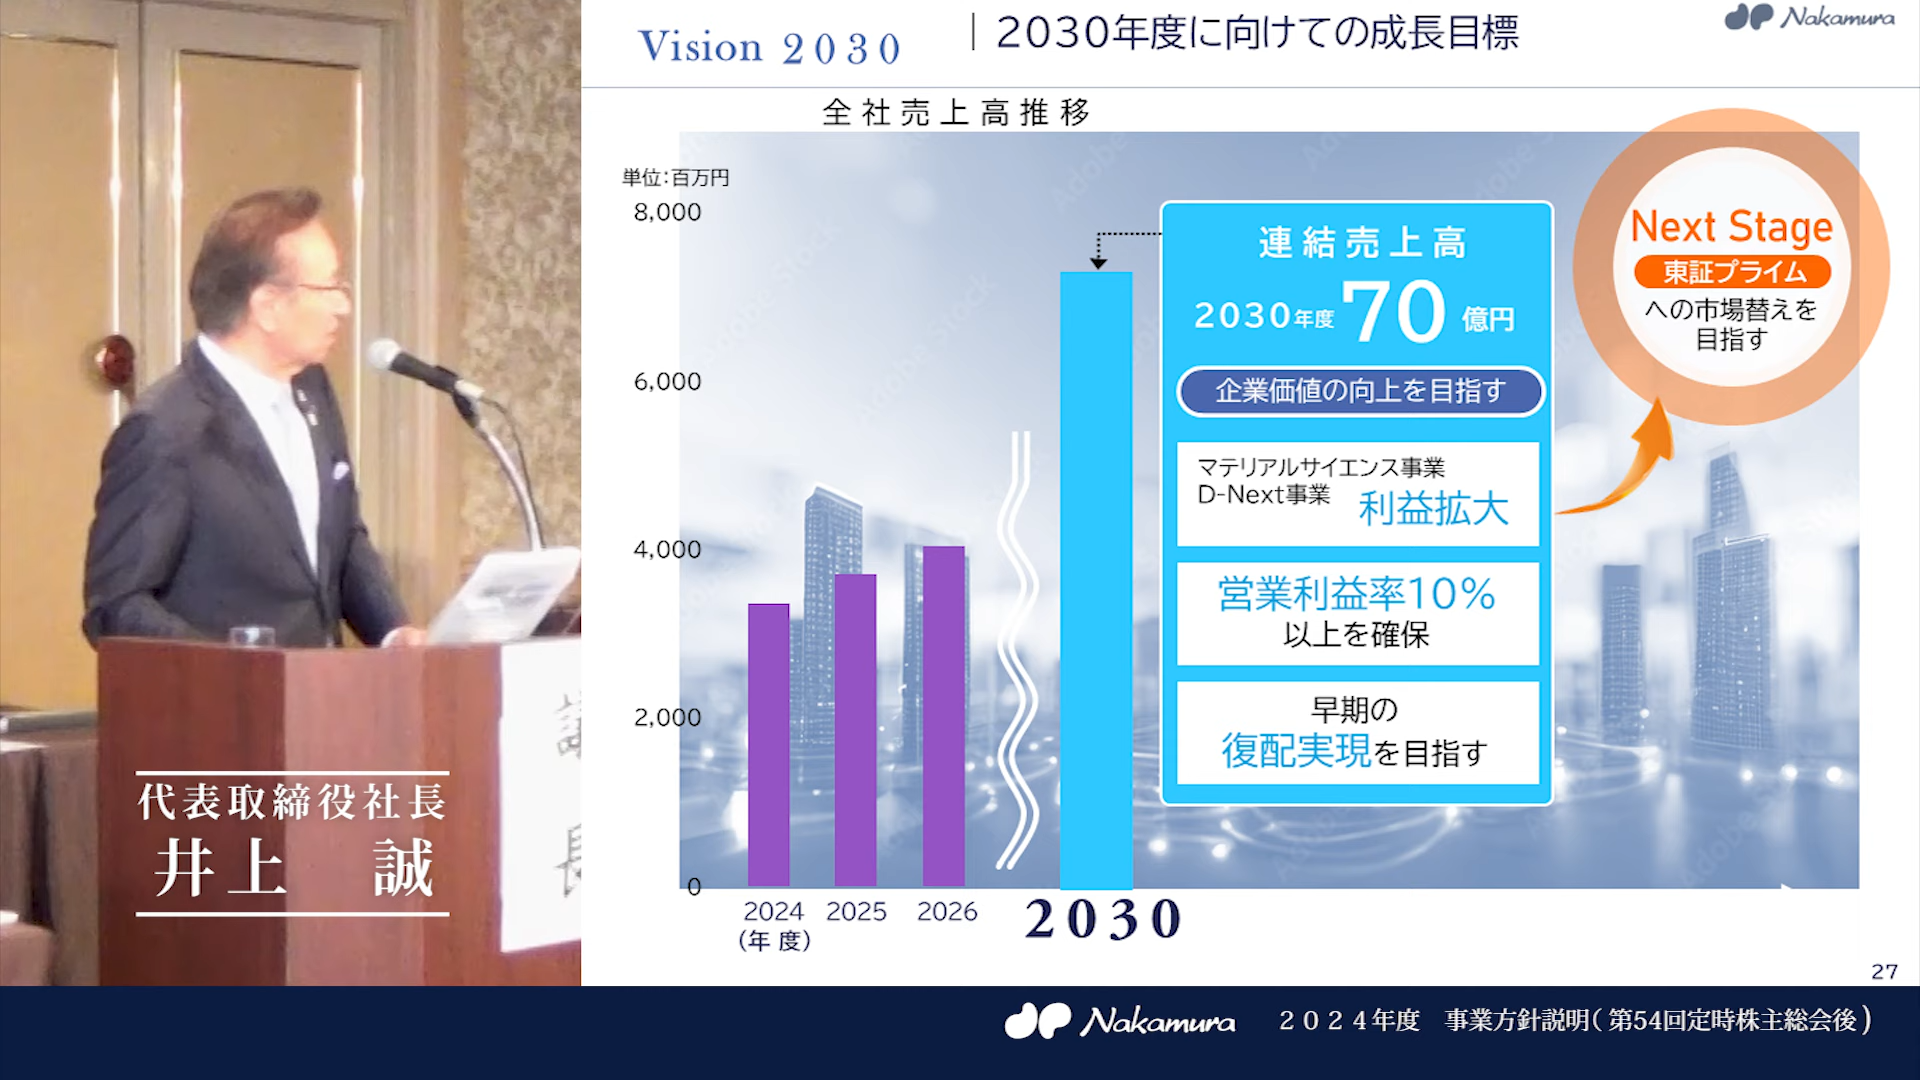 Vision 2030
2030年度に向けての成長目標
Nakamura
全社売上高推移
単位:百万円
8,000
6,000
4,000
2,000
0
2024
(年度)
2025
2026
2030
連結売上高
2030年度 70 億円
企業価値の向上を目指す
マテリアルサイエンス事業
D-Next事業 利益拡大
営業利益率10%
以上を確保
早期の
復配実現を目指す
Next Stage
東証プライム
への市場替えを
目指す
27
議長
代表取締役社長
井上 誠
Nakamura
2024年度 事業方針説明(第54回定時株主総会後)